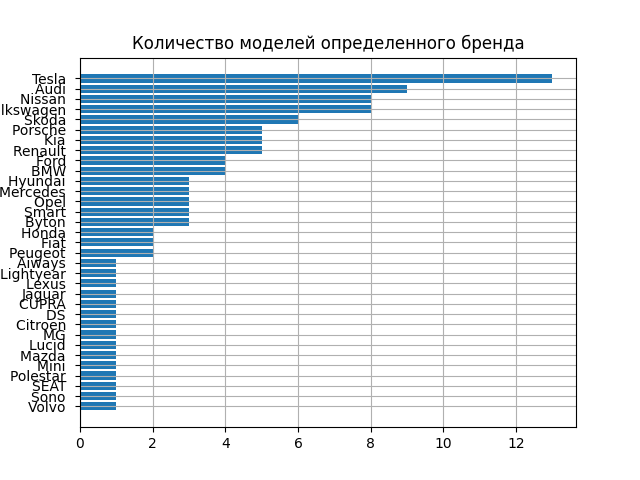 Количество моделей определенного бренда
Tesla
Audi
Nissan
lkswagen
Skoda
Porsche
Kia
Renault
Ford
BMW
Hyundai
Mercedes
Opel
Smart
Byton
Honda
Fiat
Peugeot
Aiways
Lightyear
Lexus
Jaguar
CUPRA
DS
Citroen
MG
Lucid
Mazda
Mini
Polestar
SEAT
Sono
Volvo
0 2 4 6 8 10 12